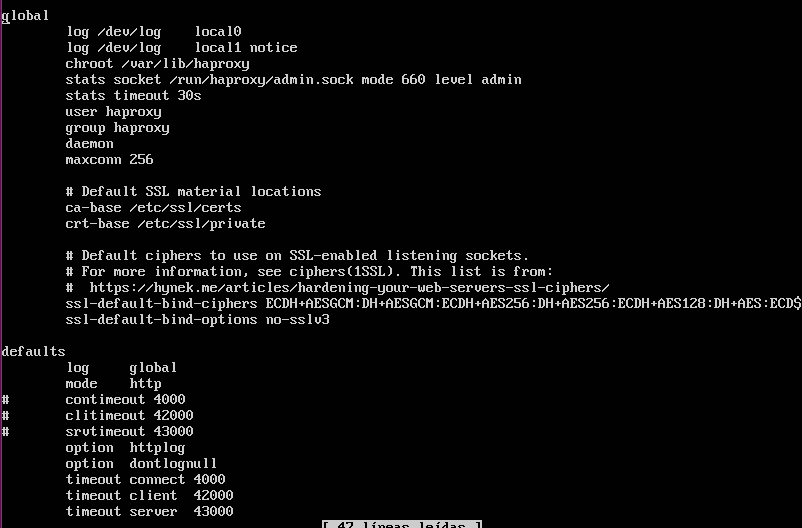 global
        log /dev/log    local0
        log /dev/log    local1 notice
        chroot /var/lib/haproxy
        stats socket /run/haproxy/admin.sock mode 660 level admin
        stats timeout 30s
        user haproxy
        group haproxy
        daemon
        maxconn 256

        # Default SSL material locations
        ca-base /etc/ssl/certs
        crt-base /etc/ssl/private

        # Default ciphers to use on SSL-enabled listening sockets.
        # For more information, see ciphers(1SSL). This list is from:
        #  https://hynek.me/articles/hardening-your-web-servers-ssl-ciphers/
        ssl-default-bind-ciphers ECDH+AESGCM:DH+AESGCM:ECDH+AES256:DH+AES256:ECDH+AES128:DH+AES:ECD$
        ssl-default-bind-options no-sslv3

defaults
        log     global
        mode    http
#       contimeout 4000
#       clitimeout 42000
#       srvtimeout 43000
        option  httplog
        option  dontlognull
        timeout connect 4000
        timeout client  42000
        timeout server  43000
[ 47 líneas leídas ]